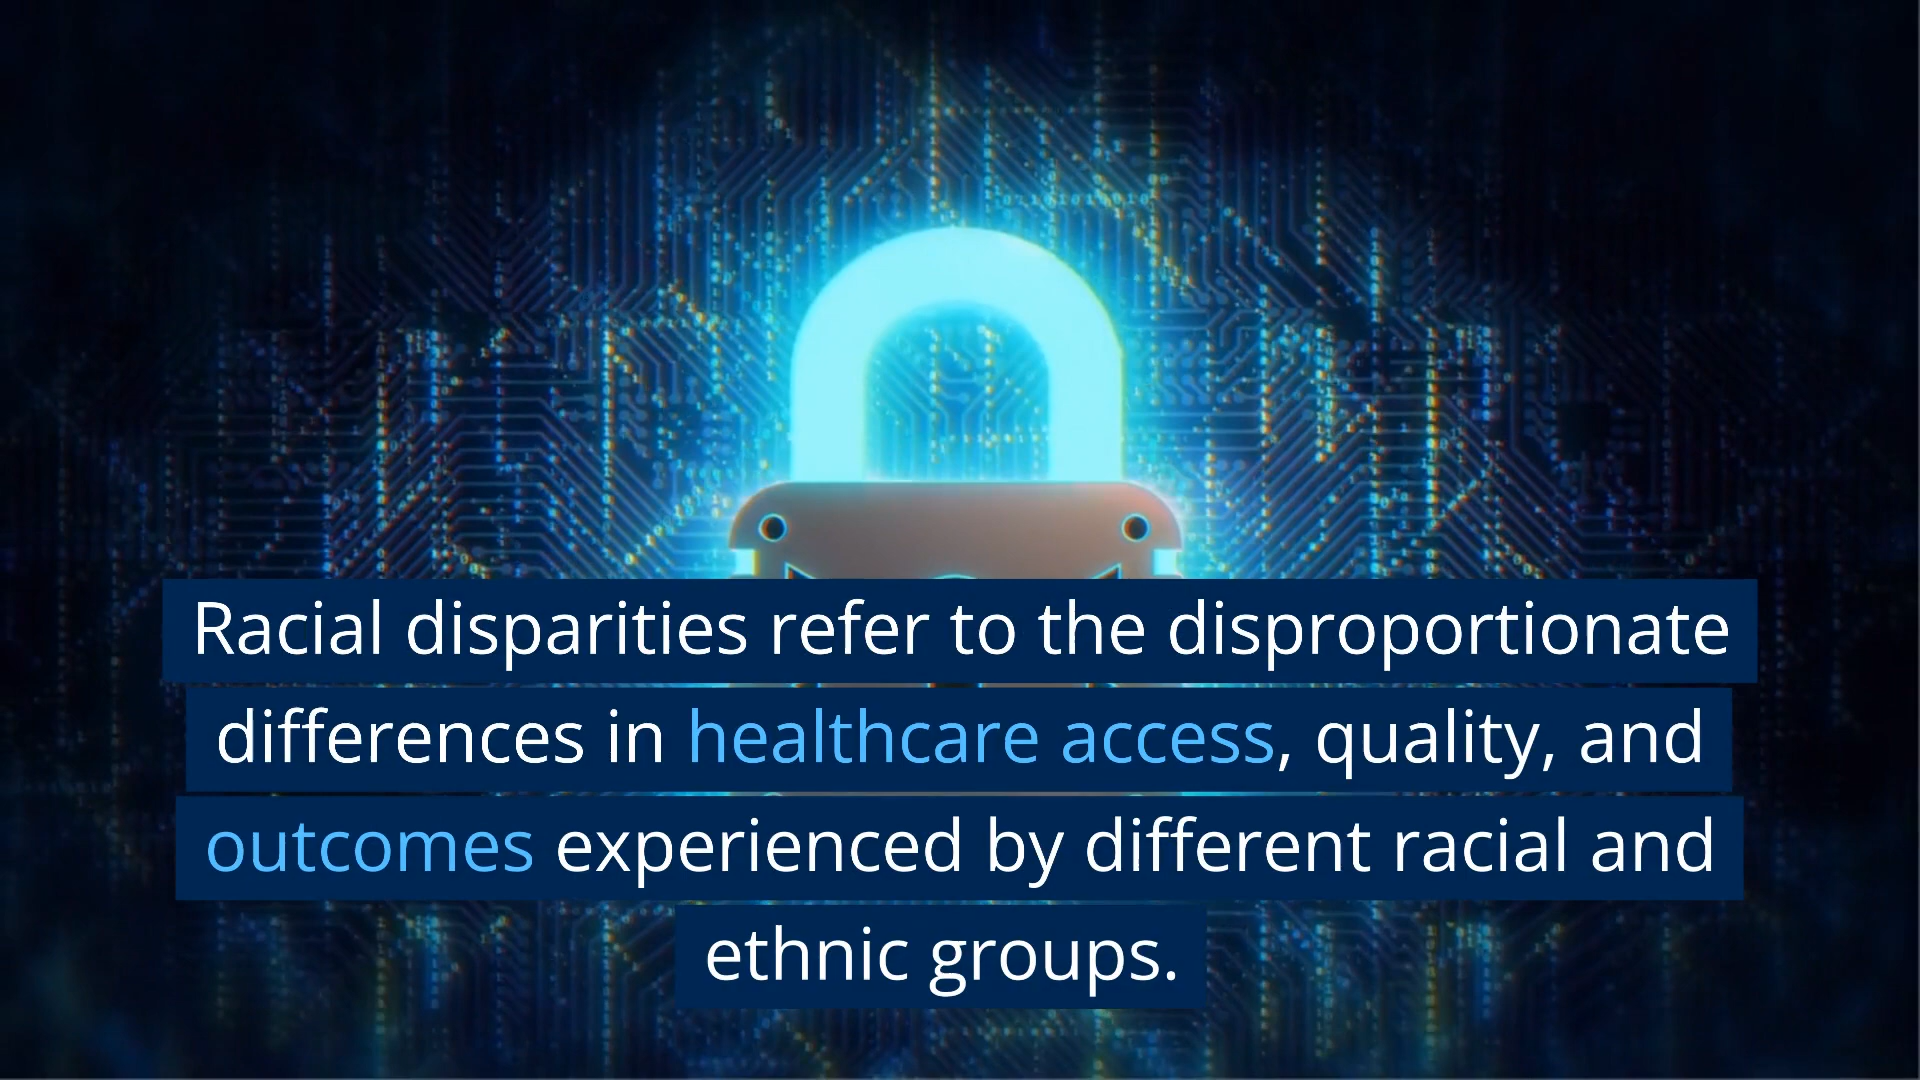 Racial disparities refer to the disproportionate
differences in healthcare access, quality, and
outcomes experienced by different racial and
ethnic groups.